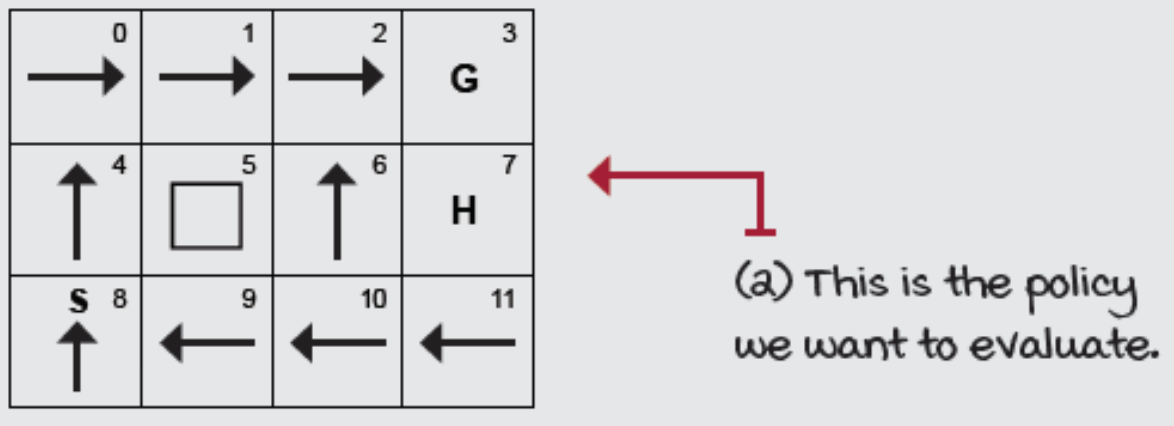 0 1 2 3
G
4 5 6 7
H
S 8 9 10 11
(a) This is the policy
we want to evaluate.